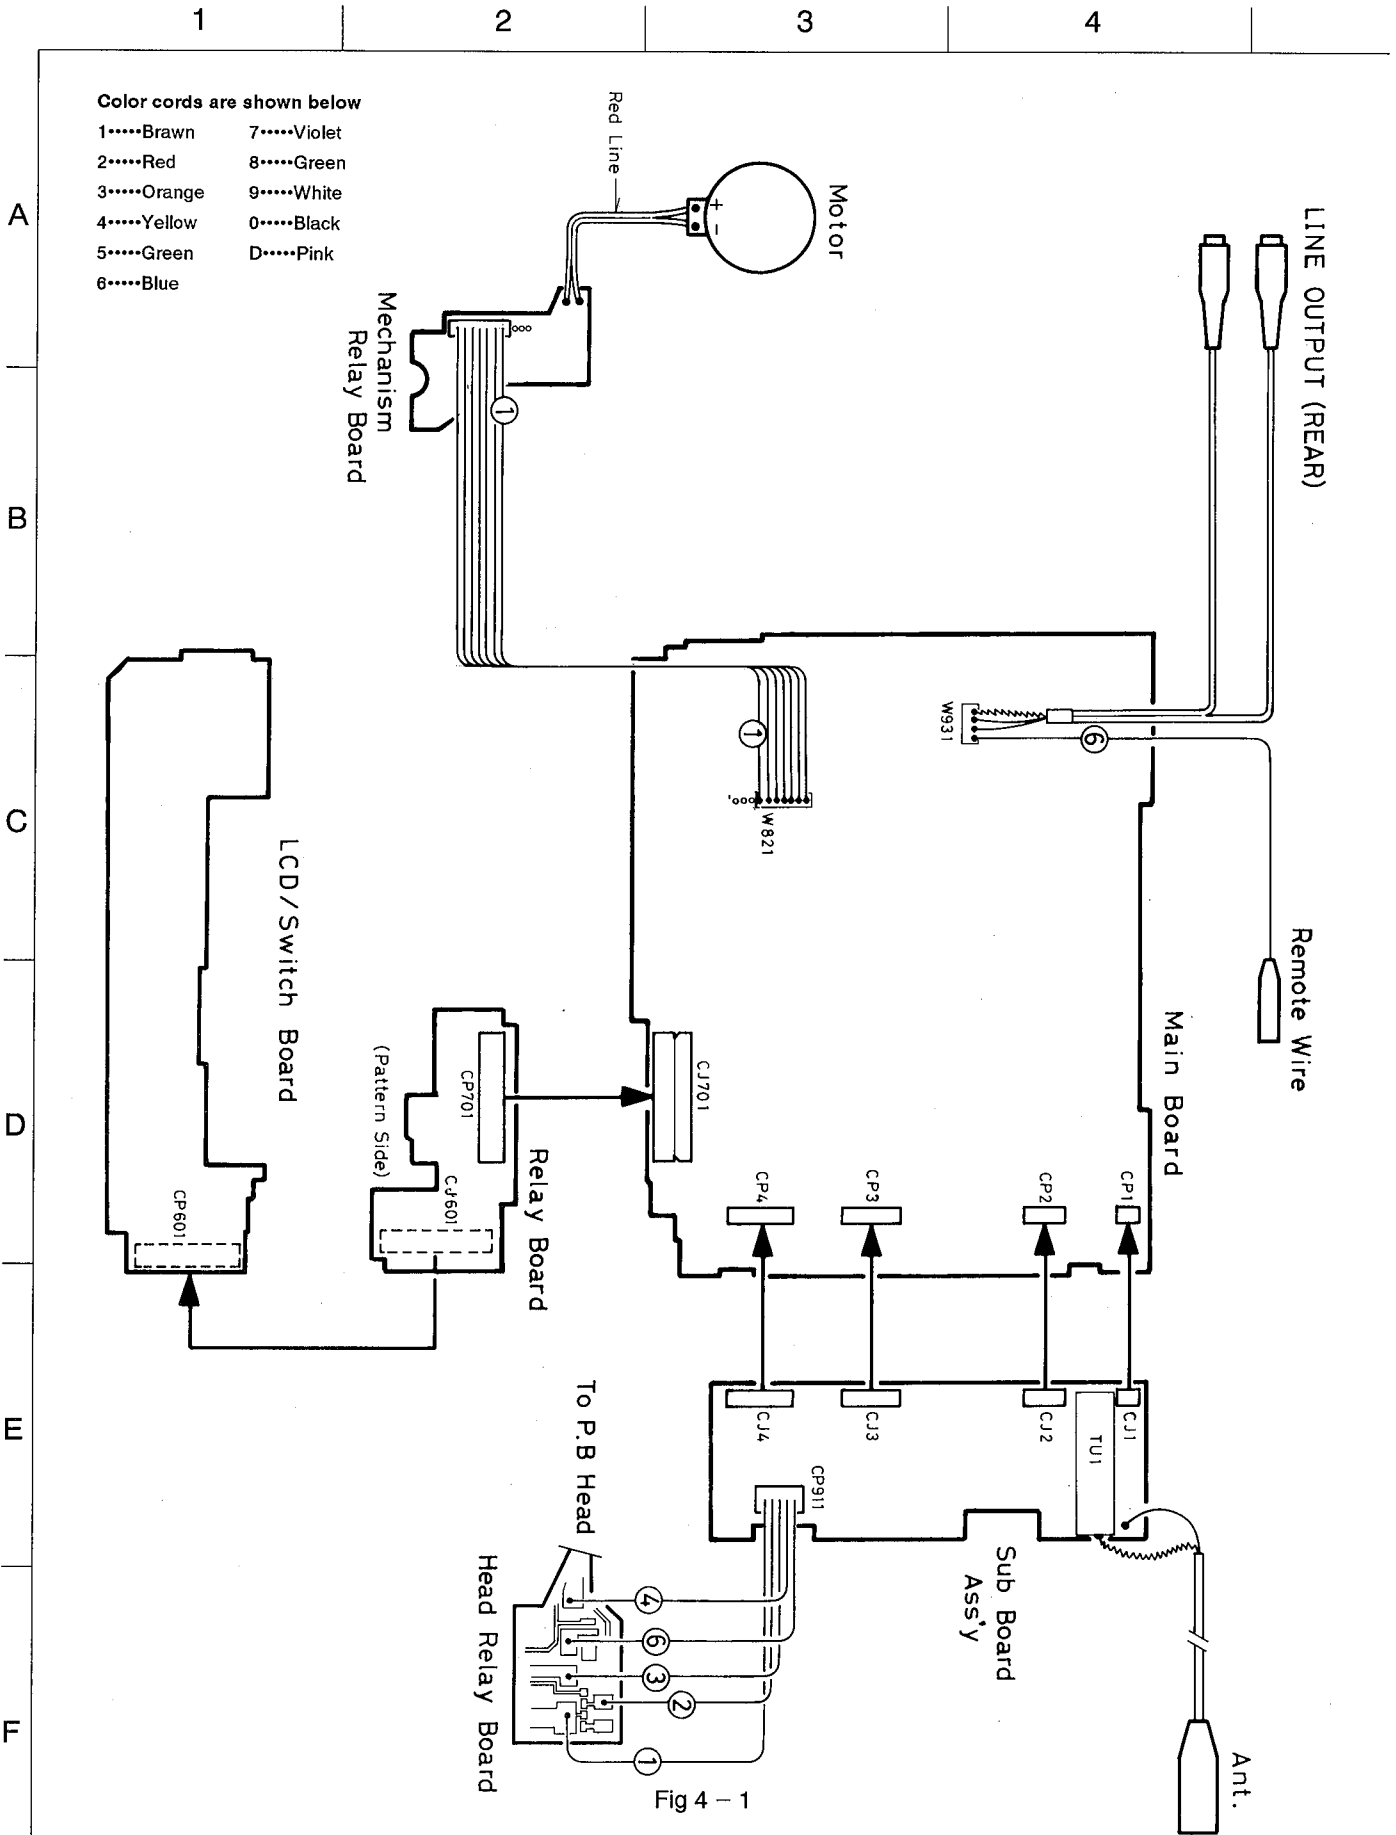 1 2 3 4
A
B
C
D
E
F
Color cords are shown below
1•••••Brawn 7•••••Violet
2•••••Red 8•••••Green
3•••••Orange 9•••••White
4•••••Yellow 0•••••Black
5•••••Green D•••••Pink
6•••••Blue
Red Line
+
-
Motor
LINE OUTPUT (REAR)
Mechanism
Relay Board
1
W931
6
1
W821
Remote Wire
LCD/Switch Board
Main Board
CJ701
CP701
(Pattern Side)
CJ601
Relay Board
CP601
CP4
CP3
CP2
CP1
CJ4
CJ3
CJ2
CJ1
TU1
CP911
To P.B Head
Sub Board
Ass'y
Head Relay Board
4
6
3
2
1
Ant.
Fig 4 – 1